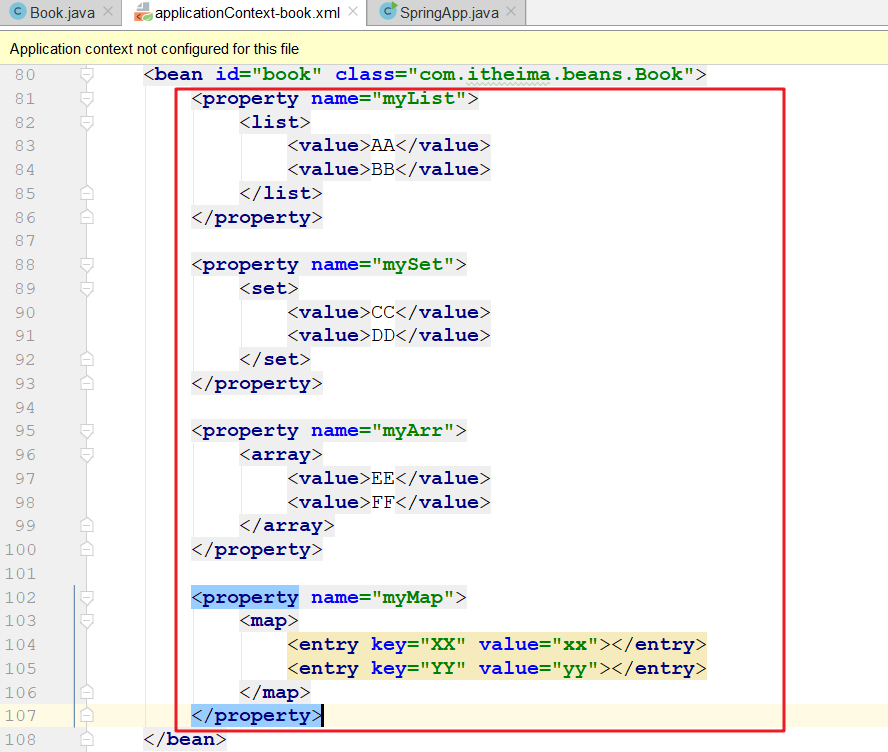 Book.java applicationContext-book.xml SpringApp.java
Application context not configured for this file
80 <bean id="book" class="com.itheima.beans.Book">
81 <property name="myList">
82 <list>
83 <value>AA</value>
84 <value>BB</value>
85 </list>
86 </property>
87
88 <property name="mySet">
89 <set>
90 <value>CC</value>
91 <value>DD</value>
92 </set>
93 </property>
94
95 <property name="myArr">
96 <array>
97 <value>EE</value>
98 <value>FF</value>
99 </array>
100 </property>
101
102 <property name="myMap">
103 <map>
104 <entry key="XX" value="xx"></entry>
105 <entry key="YY" value="yy"></entry>
106 </map>
107 </property>
108 </bean>